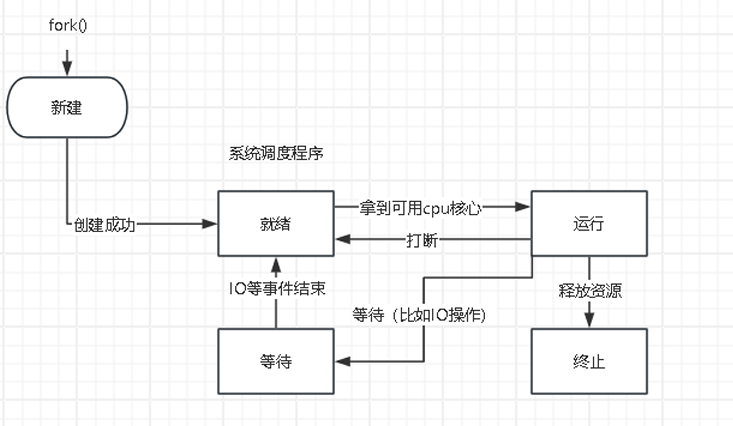 fork()
新建
系统调度程序
创建成功
就绪
拿到可用cpu核心
打断
运行
IO等事件结束
等待（比如IO操作）
释放资源
等待
终止